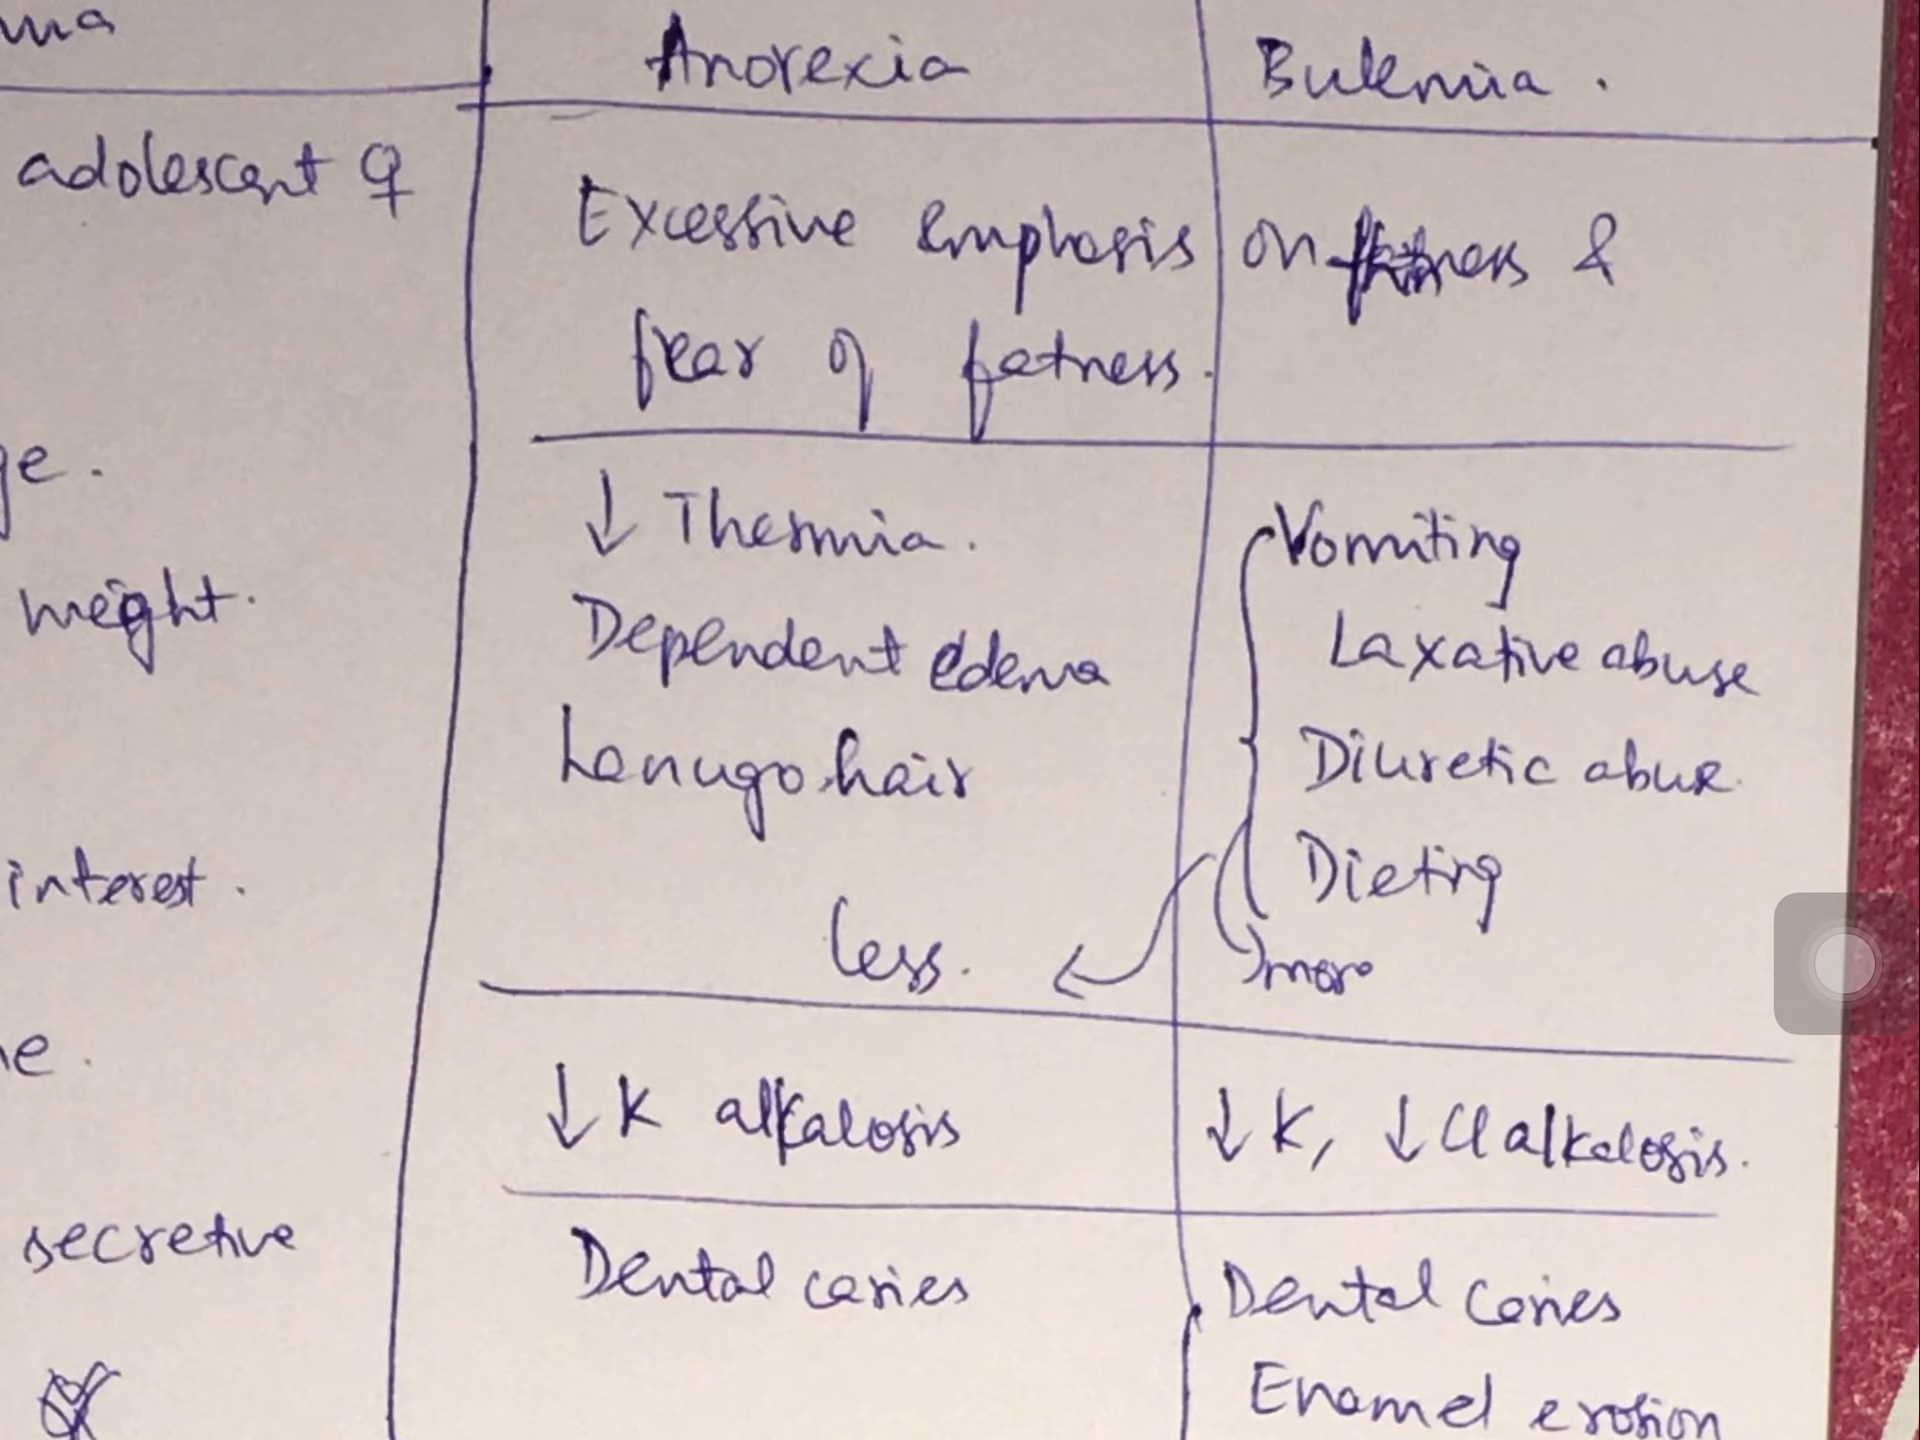 Anorexia
Bulemia.
adolescent ♀
Excessive emphasis on &
fear of fatness.
↓ Thermia.
Dependent edema
Lanugo hair
less.
Vomiting
Laxative abuse
Diuretic abuse
Dieting
more
weight.
interest.
secretive
↓ K alkalosis
↓ K, ↓ Cl alkalosis.
Dental caries
Dental caries
Enamel erosion